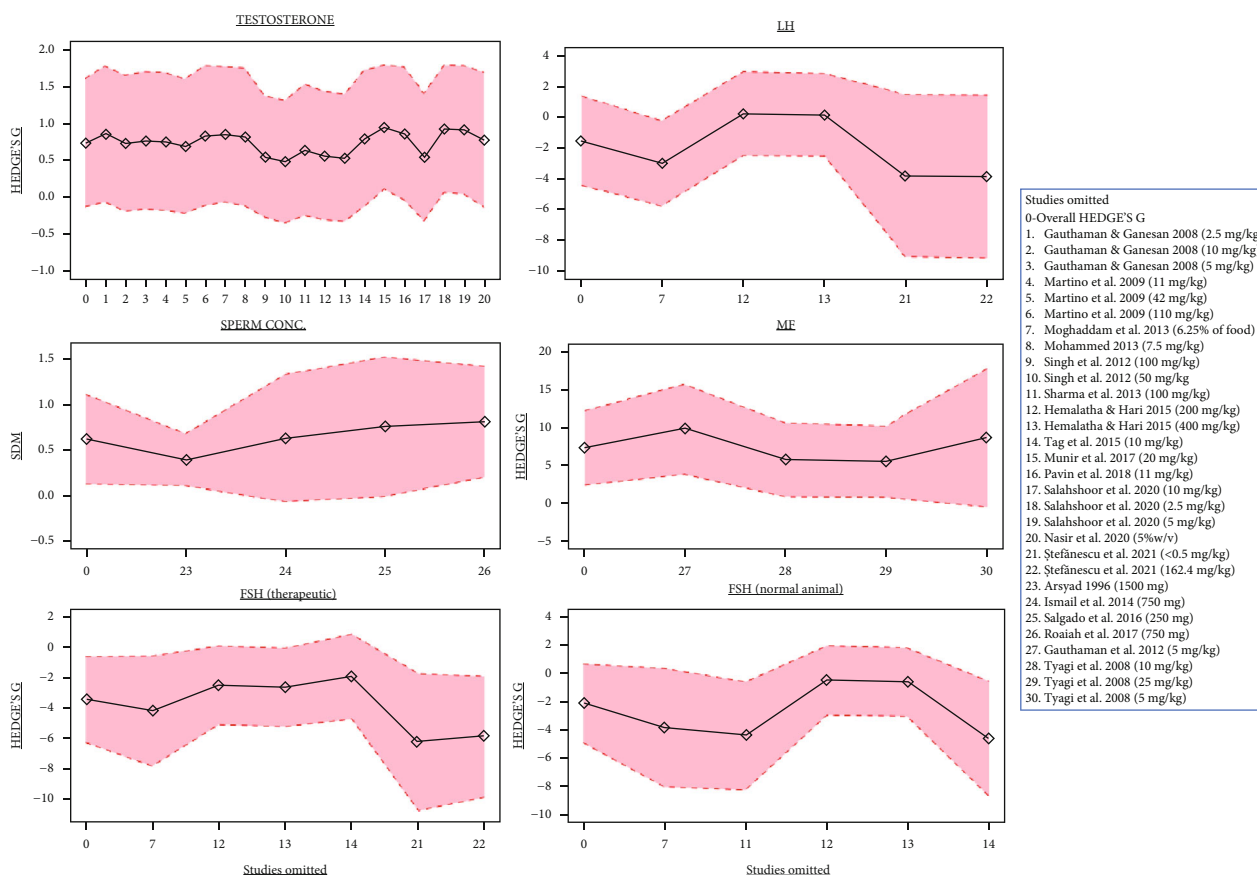 TESTOSTERONE
HEDGE'S G
2.0
1.5
1.0
0.5
0.0
−0.5
−1.0
0 1 2 3 4 5 6 7 8 9 10 11 12 13 14 15 16 17 18 19 20
LH
4
2
0
−2
−4
−6
−8
−10
0 7 12 13 21 22
SPERM CONC.
SDM
1.5
1.0
0.5
0.0
−0.5
0 23 24 25 26
MF
HEDGE'S G
20
15
10
5
0
−5
0 27 28 29 30
FSH (therapeutic)
HEDGE'S G
2
0
−2
−4
−6
−8
−10
0 7 12 13 14 21 22
Studies omitted
FSH (normal animal)
HEDGE'S G
4
2
0
−2
−4
−6
−8
−10
0 7 11 12 13 14
Studies omitted
Studies omitted
0-Overall HEDGE'S G
1. Gauthaman & Ganesan 2008 (2.5 mg/kg
2. Gauthaman & Ganesan 2008 (10 mg/kg
3. Gauthaman & Ganesan 2008 (5 mg/kg)
4. Martino et al. 2009 (11 mg/kg)
5. Martino et al. 2009 (42 mg/kg)
6. Martino et al. 2009 (110 mg/kg)
7. Moghaddam et al. 2013 (6.25% of food)
8. Mohammed 2013 (7.5 mg/kg)
9. Singh et al. 2012 (100 mg/kg)
10. Singh et al. 2012 (50 mg/kg
11. Sharma et al. 2013 (100 mg/kg)
12. Hemalatha & Hari 2015 (200 mg/kg)
13. Hemalatha & Hari 2015 (400 mg/kg)
14. Tag et al. 2015 (10 mg/kg)
15. Munir et al. 2017 (20 mg/kg)
16. Pavin et al. 2018 (11 mg/kg)
17. Salahshoor et al. 2020 (10 mg/kg)
18. Salahshoor et al. 2020 (2.5 mg/kg)
19. Salahshoor et al. 2020 (5 mg/kg)
20. Nasir et al. 2020 (5%w/v)
21. Ștefănescu et al. 2021 (<0.5 mg/kg)
22. Ștefănescu et al. 2021 (162.4 mg/kg)
23. Arsyad 1996 (1500 mg)
24. Ismail et al. 2014 (750 mg)
25. Salgado et al. 2016 (250 mg)
26. Roaiah et al. 2017 (750 mg)
27. Gauthaman et al. 2012 (5 mg/kg)
28. Tyagi et al. 2008 (10 mg/kg)
29. Tyagi et al. 2008 (25 mg/kg)
30. Tyagi et al. 2008 (5 mg/kg)